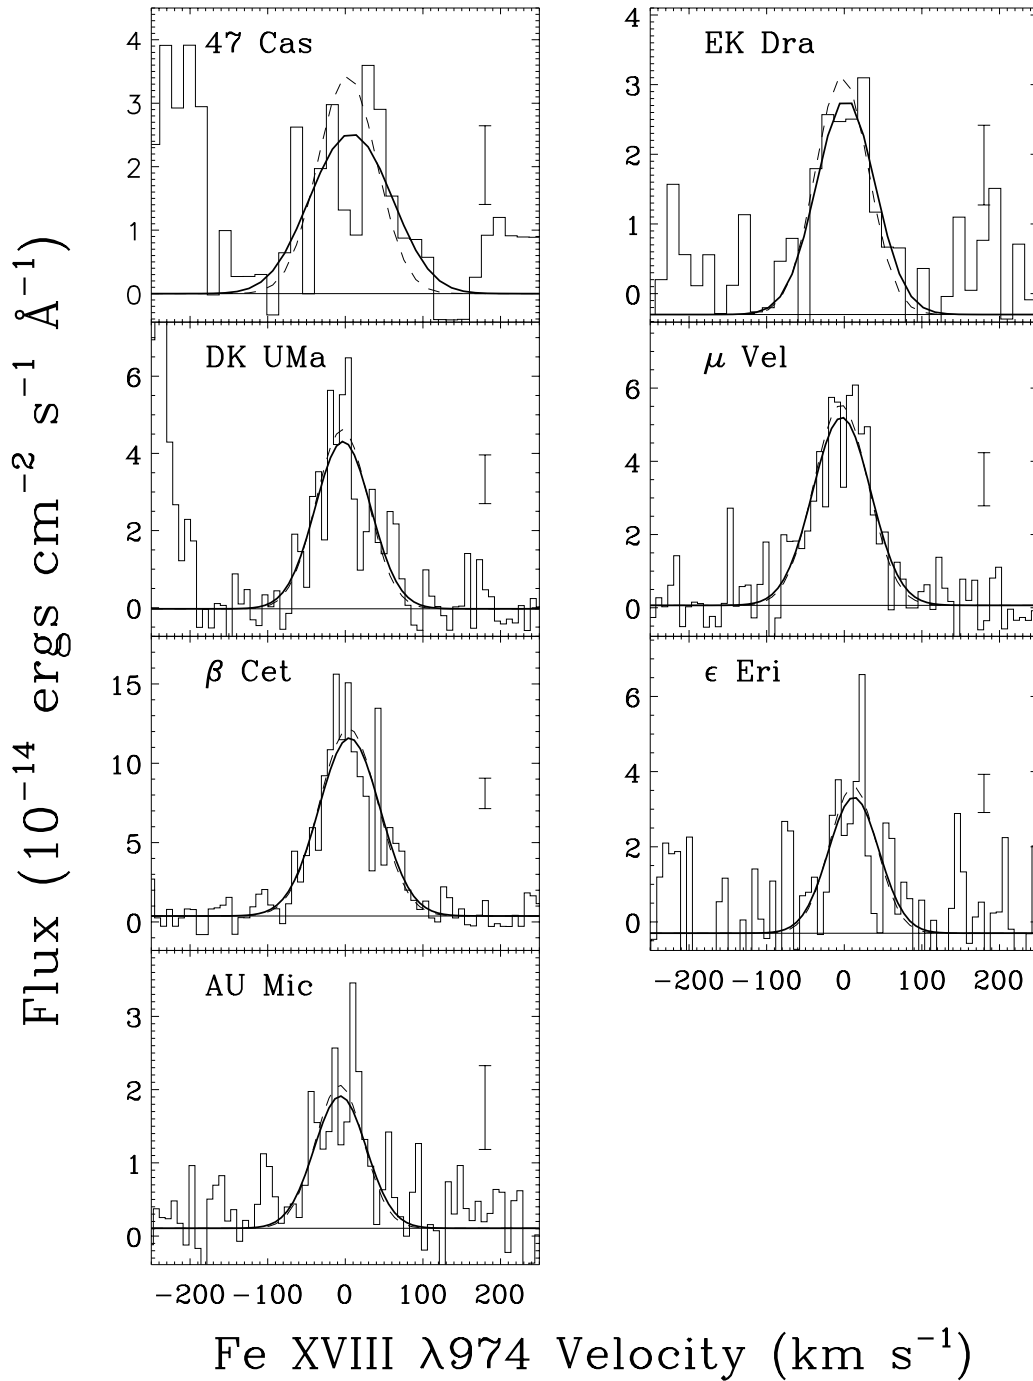 Flux (10⁻¹⁴ ergs cm⁻² s⁻¹ Å⁻¹)
47 Cas
4
3
2
1
0
EK Dra
4
3
2
1
0
DK UMa
6
4
2
0
μ Vel
6
4
2
0
β Cet
15
10
5
0
ϵ Eri
6
4
2
0
-200 -100 0 100 200
AU Mic
3
2
1
0
-200 -100 0 100 200
Fe XVIII λ974 Velocity (km s⁻¹)